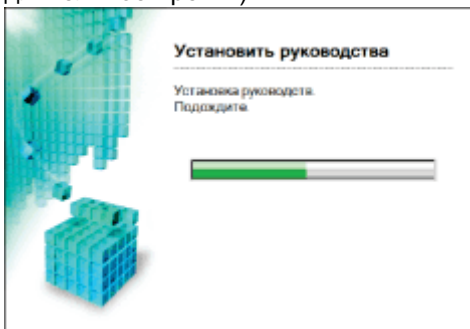 Установить руководства
Установка руководств.
Подождите.